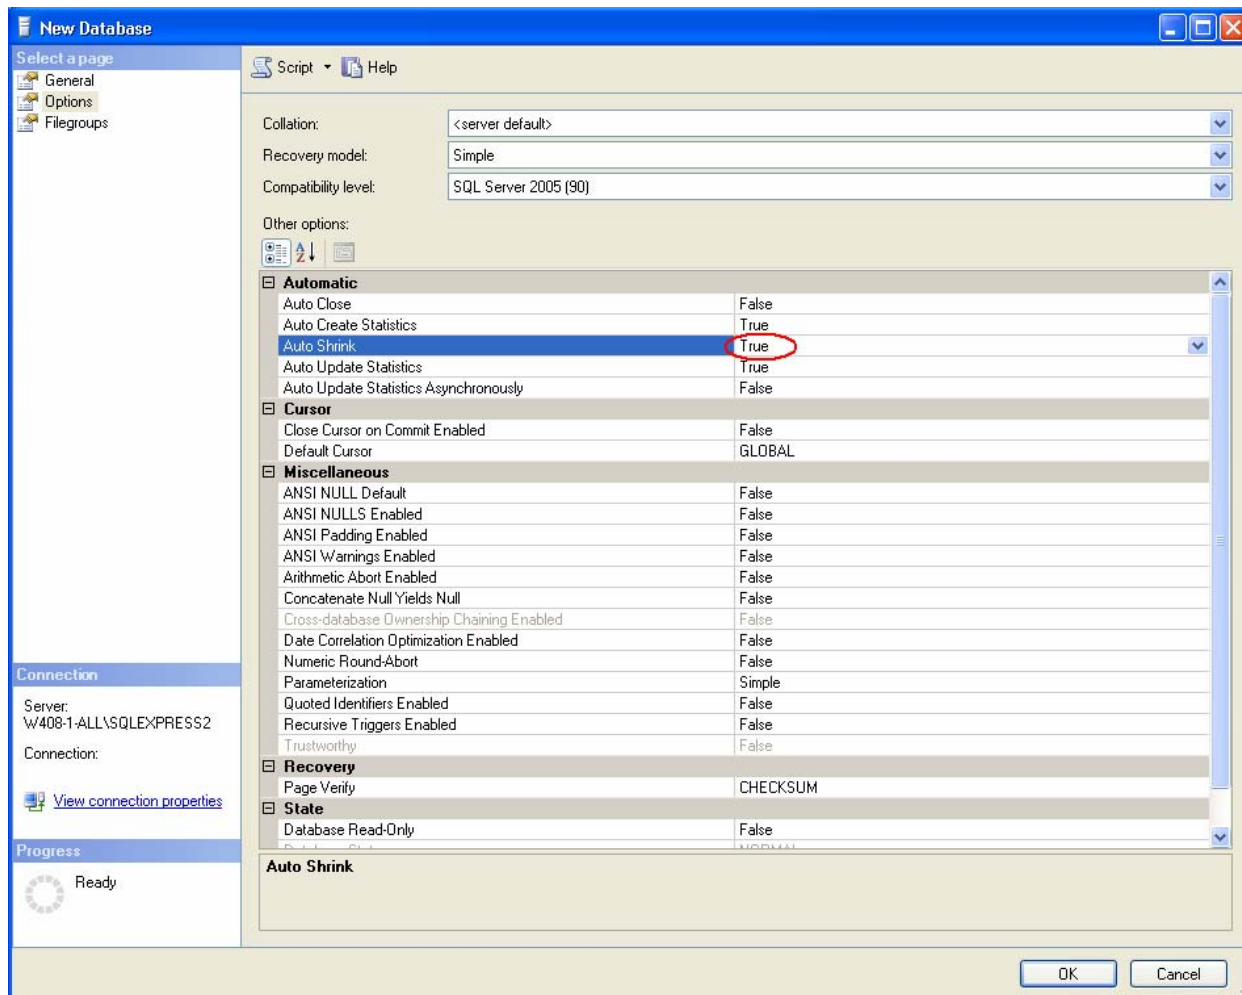 New Database
Select a page
General
Options
Filegroups
Script Help
Collation: <server default>
Recovery model: Simple
Compatibility level: SQL Server 2005 (90)
Other options:
Automatic
Auto Close False
Auto Create Statistics True
Auto Shrink True
Auto Update Statistics True
Auto Update Statistics Asynchronously False
Cursor
Close Cursor on Commit Enabled False
Default Cursor GLOBAL
Miscellaneous
ANSI NULL Default False
ANSI NULLS Enabled False
ANSI Padding Enabled False
ANSI Warnings Enabled False
Arithmetic Abort Enabled False
Concatenate Null Yields Null False
Cross-database Ownership Chaining Enabled False
Date Correlation Optimization Enabled False
Numeric Round-Abort False
Parameterization Simple
Quoted Identifiers Enabled False
Recursive Triggers Enabled False
Trustworthy False
Recovery
Page Verify CHECKSUM
State
Database Read-Only False
Auto Shrink
Connection
Server:
W408-1-ALL\SQLEXPRESS2
Connection:
View connection properties
Progress
Ready
OK Cancel